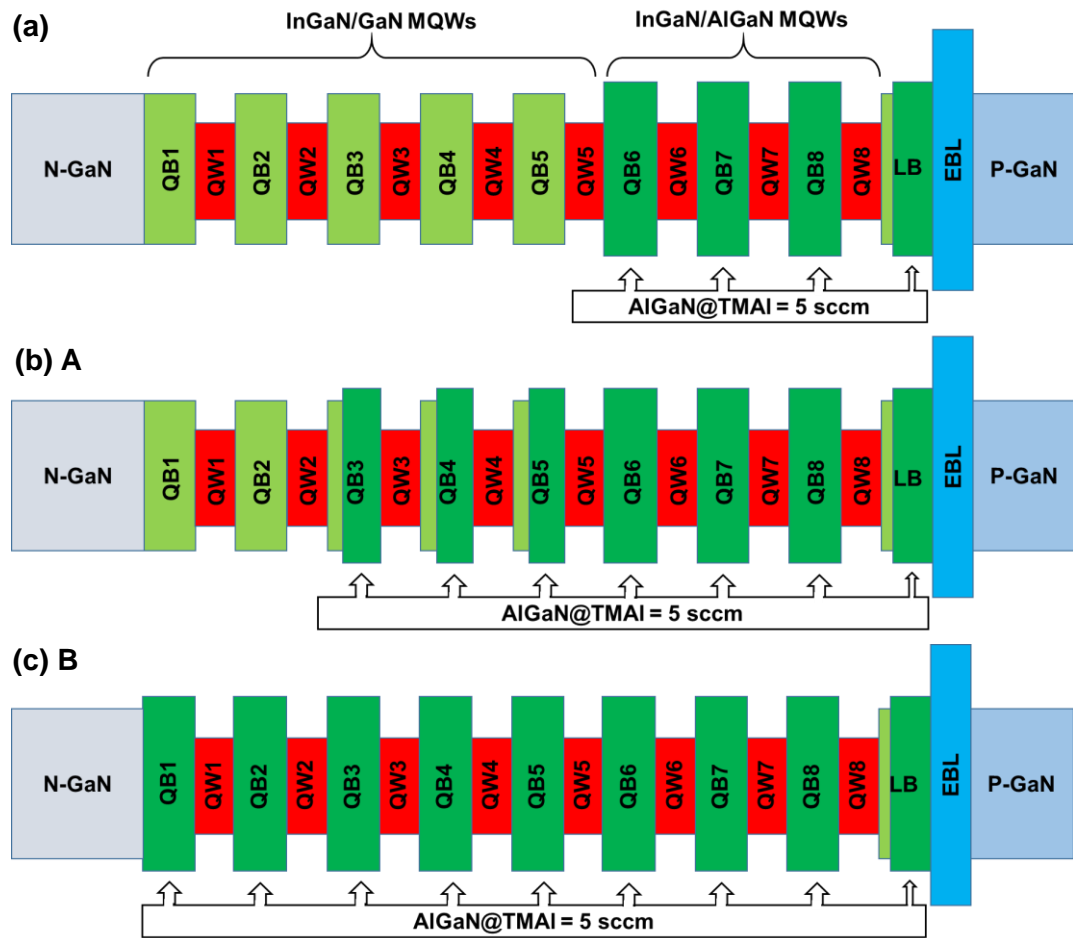 (a)
InGaN/GaN MQWs
InGaN/AlGaN MQWs
N-GaN
QB1
QW1
QB2
QW2
QB3
QW3
QB4
QW4
QB5
QW5
QB6
QW6
QB7
QW7
QB8
QW8
LB
EBL
P-GaN
AlGaN@TMAl = 5 sccm
(b) A
N-GaN
QB1
QW1
QB2
QW2
QB3
QW3
QB4
QW4
QB5
QW5
QB6
QW6
QB7
QW7
QB8
QW8
LB
EBL
P-GaN
AlGaN@TMAl = 5 sccm
(c) B
N-GaN
QB1
QW1
QB2
QW2
QB3
QW3
QB4
QW4
QB5
QW5
QB6
QW6
QB7
QW7
QB8
QW8
LB
EBL
P-GaN
AlGaN@TMAl = 5 sccm